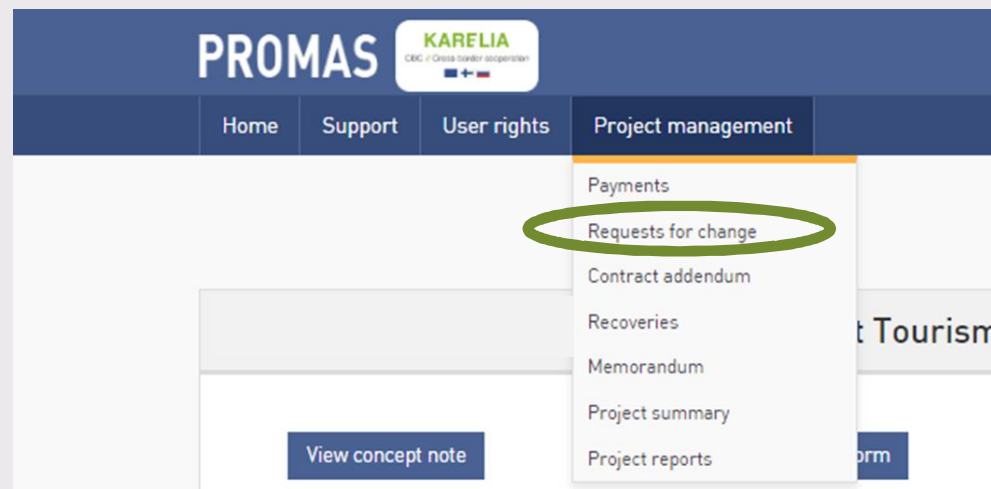 PROMAS
KARELIA
CBC // Cross-border cooperation
Home Support User rights Project management
Payments
Requests for change
Contract addendum
Recoveries
t Tourism
Memorandum
Project summary
View concept note
Project reports
orm